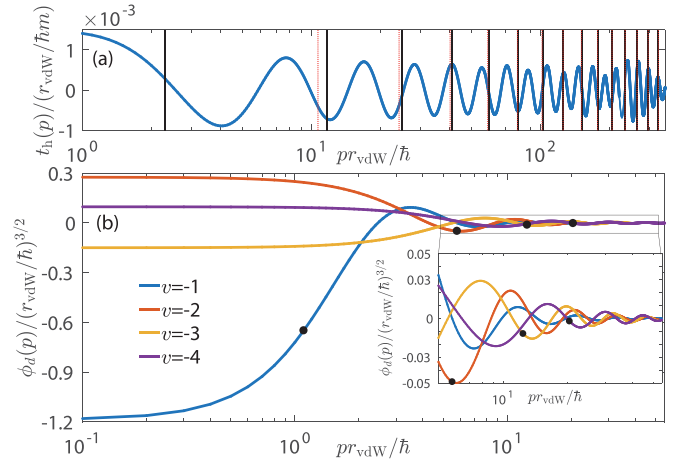 ×10⁻³
t_h(p)/(r_vdW/ℏm)
1
0
-1
(a)
10⁰
10¹
10²
pr_vdW/ℏ
ϕ_d(p)/(r_vdW/ℏ)^3/2
0.3
0
-0.3
-0.6
-0.9
-1.2
(b)
v=-1
v=-2
v=-3
v=-4
ϕ_d(p)/(r_vdW/ℏ)^3/2
0.05
0.03
0
-0.03
-0.05
10¹
pr_vdW/ℏ
10⁻¹
10⁰
10¹
pr_vdW/ℏ